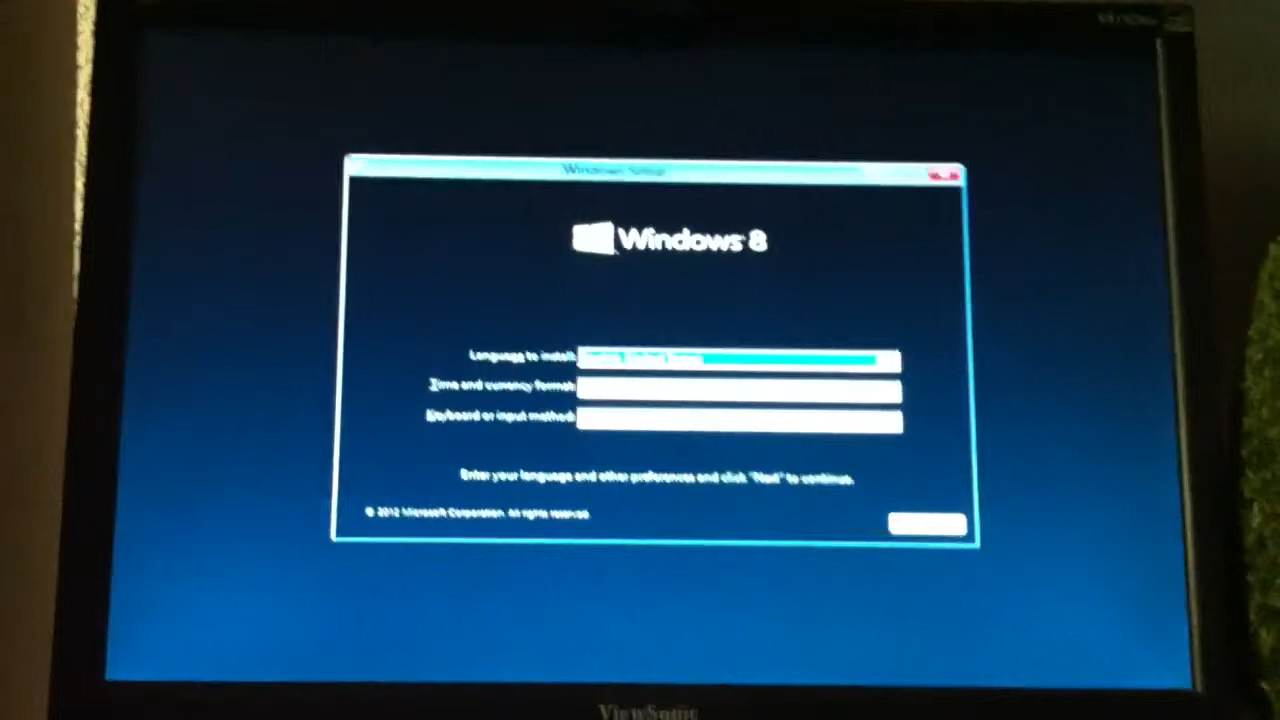 Windows Setup
Windows 8
Language to install:
Time and currency format:
Keyboard or input method:
Enter your language and other preferences and click "Next" to continue.
© 2012 Microsoft Corporation. All rights reserved.
ViewSonic